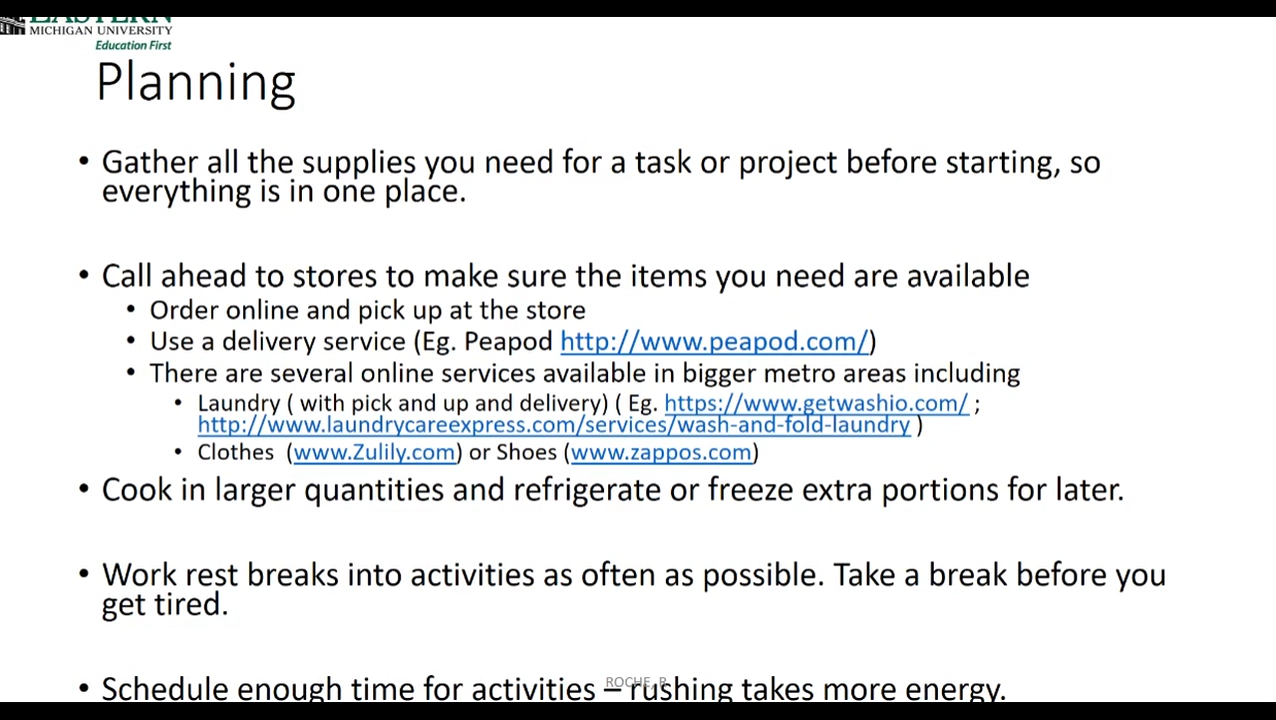 EASTERN
MICHIGAN UNIVERSITY
Education First
Planning
• Gather all the supplies you need for a task or project before starting, so
everything is in one place.
• Call ahead to stores to make sure the items you need are available
• Order online and pick up at the store
• Use a delivery service (Eg. Peapod http://www.peapod.com/)
• There are several online services available in bigger metro areas including
• Laundry ( with pick and up and delivery) ( Eg. https://www.getwashio.com/ ;
http://www.laundrycareexpress.com/services/wash-and-fold-laundry )
• Clothes (www.Zulily.com) or Shoes (www.zappos.com)
• Cook in larger quantities and refrigerate or freeze extra portions for later.
• Work rest breaks into activities as often as possible. Take a break before you
get tired.
• Schedule enough time for activities – rushing takes more energy.
ROCHE, R